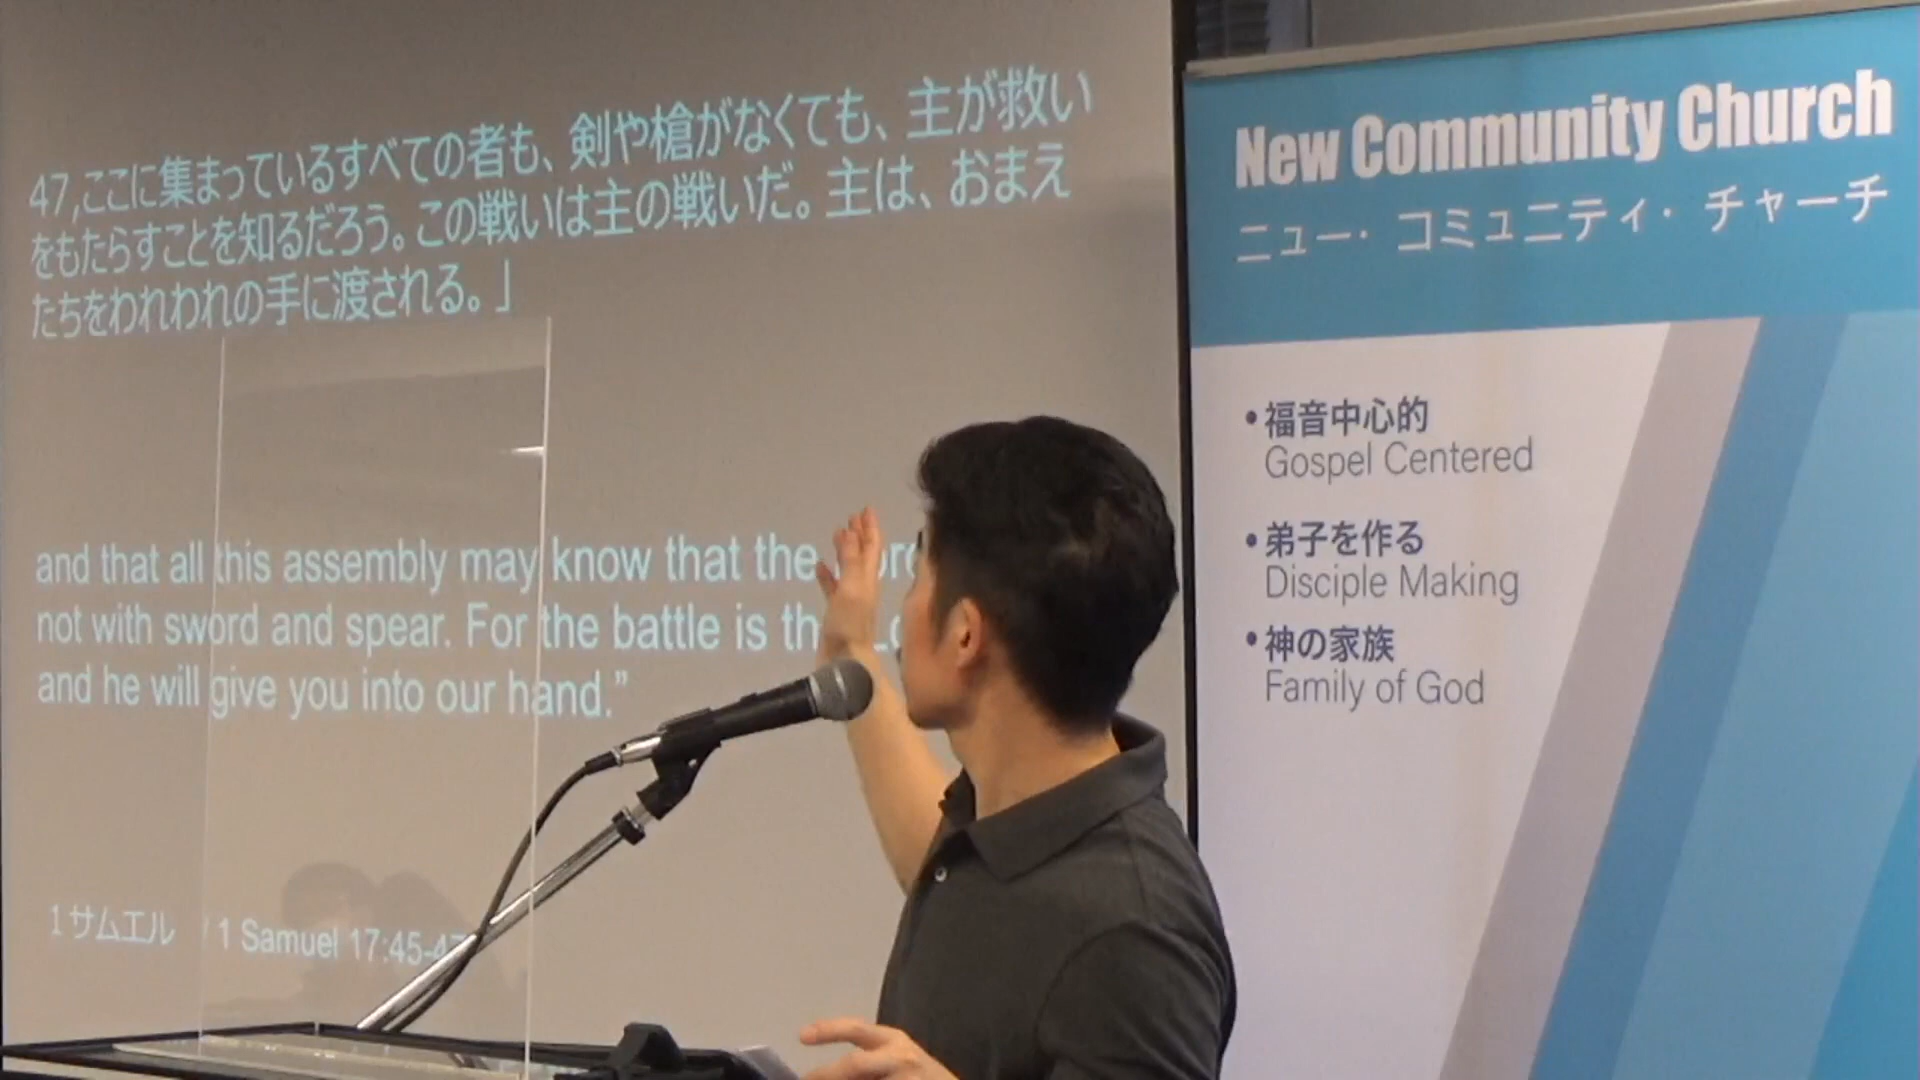 47,ここに集まっているすべての者も、剣や槍がなくても、主が救い
をもたらすことを知るだろう。この戦いは主の戦いだ。主は、おまえ
たちをわれわれの手に渡される。」
and that all this assembly may know that the
not with sword and spear. For the battle is
and he will give you into our hand.”
1サムエル / 1 Samuel 17:45-47
New Community Church
ニュー・コミュニティ・チャーチ
•福音中心的
Gospel Centered
•弟子を作る
Disciple Making
•神の家族
Family of God